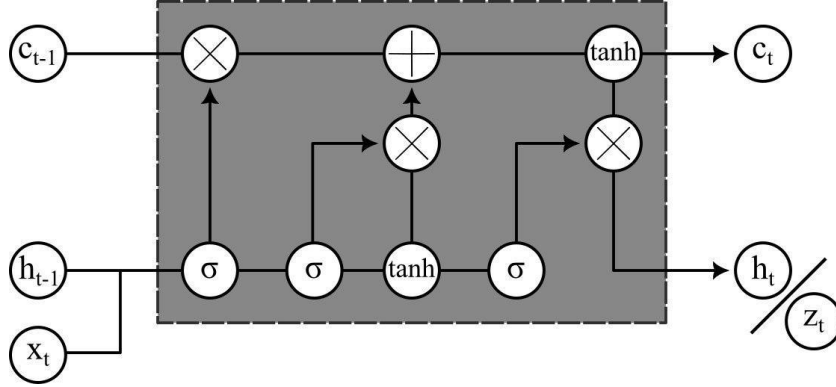 c_{t-1} × + tanh c_t
×
×
h_{t-1} σ σ tanh σ h_t
z_t
x_t